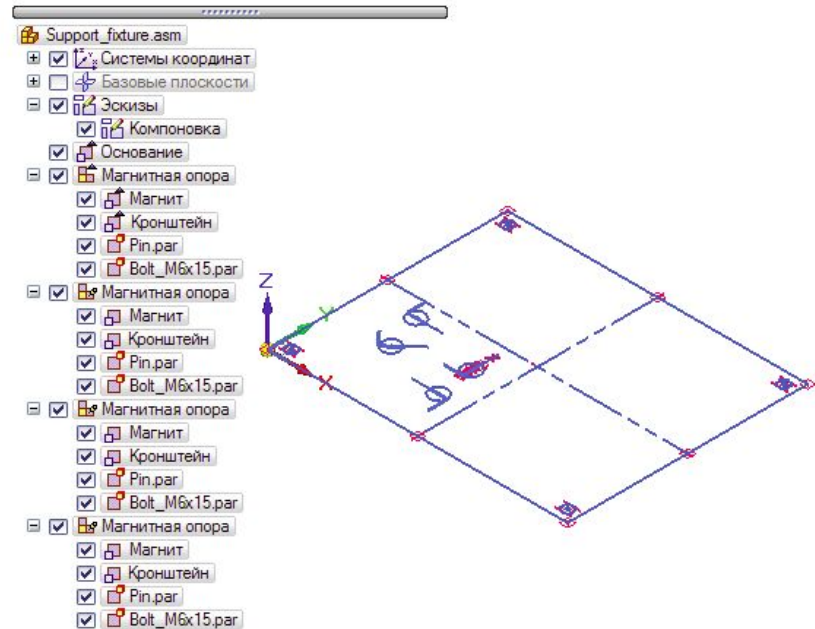 Support_fixture.asm
Системы координат
Базовые плоскости
Эскизы
Компоновка
Основание
Магнитная опора
Магнит
Кронштейн
Pin.par
Bolt_M6x15.par
Магнитная опора
Магнит
Кронштейн
Pin.par
Bolt_M6x15.par
Магнитная опора
Магнит
Кронштейн
Pin.par
Bolt_M6x15.par
Магнитная опора
Магнит
Кронштейн
Pin.par
Bolt_M6x15.par
Z
Y
X